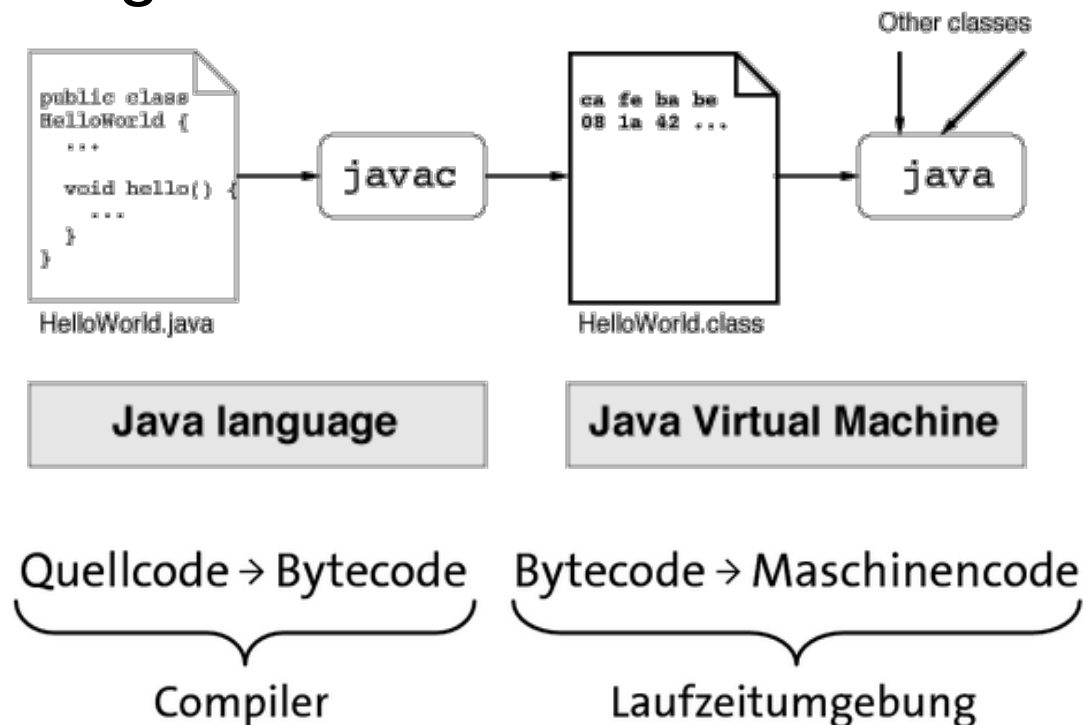 Other classes
public class
HelloWorld {
...
void hello() {
...
}
}
javac
ca fe ba be
08 1a 42 ...
java
HelloWorld.java
HelloWorld.class
Java language
Java Virtual Machine
Quellcode → Bytecode
Bytecode → Maschinencode
Compiler
Laufzeitumgebung